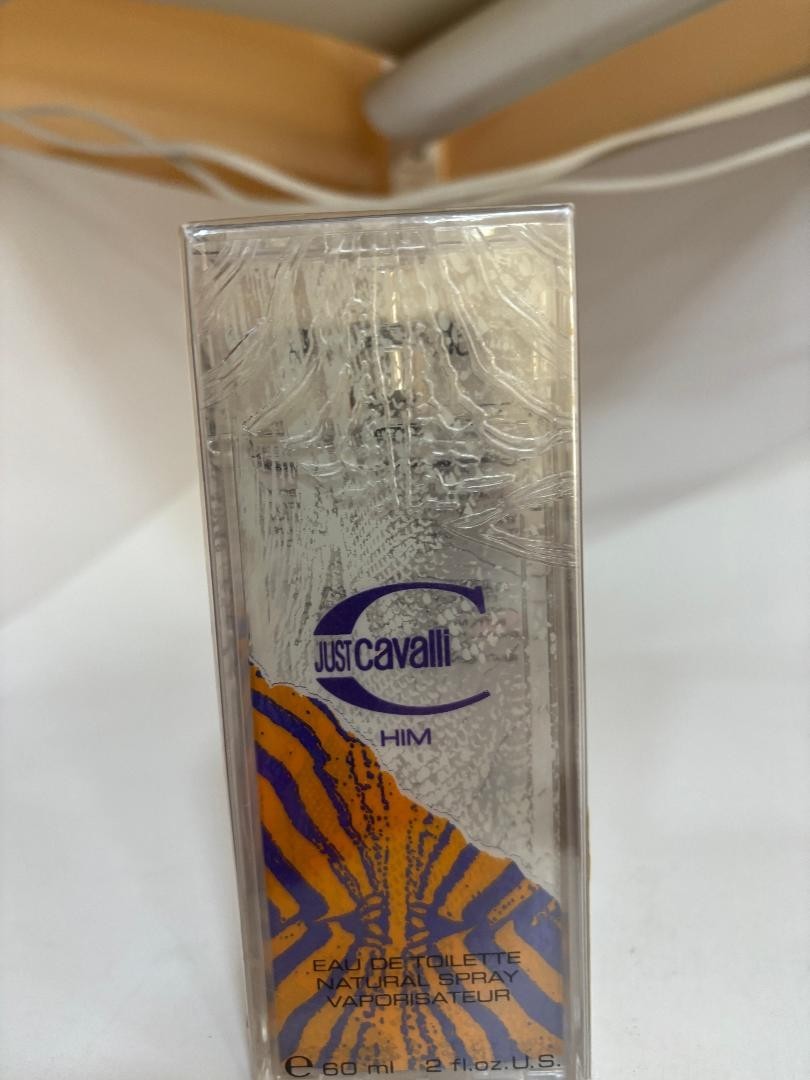 JUST cavalli
HIM
EAU DE TOILETTE
NATURAL SPRAY
VAPORISATEUR
℮ 60 ml 2 fl.oz.U.S.